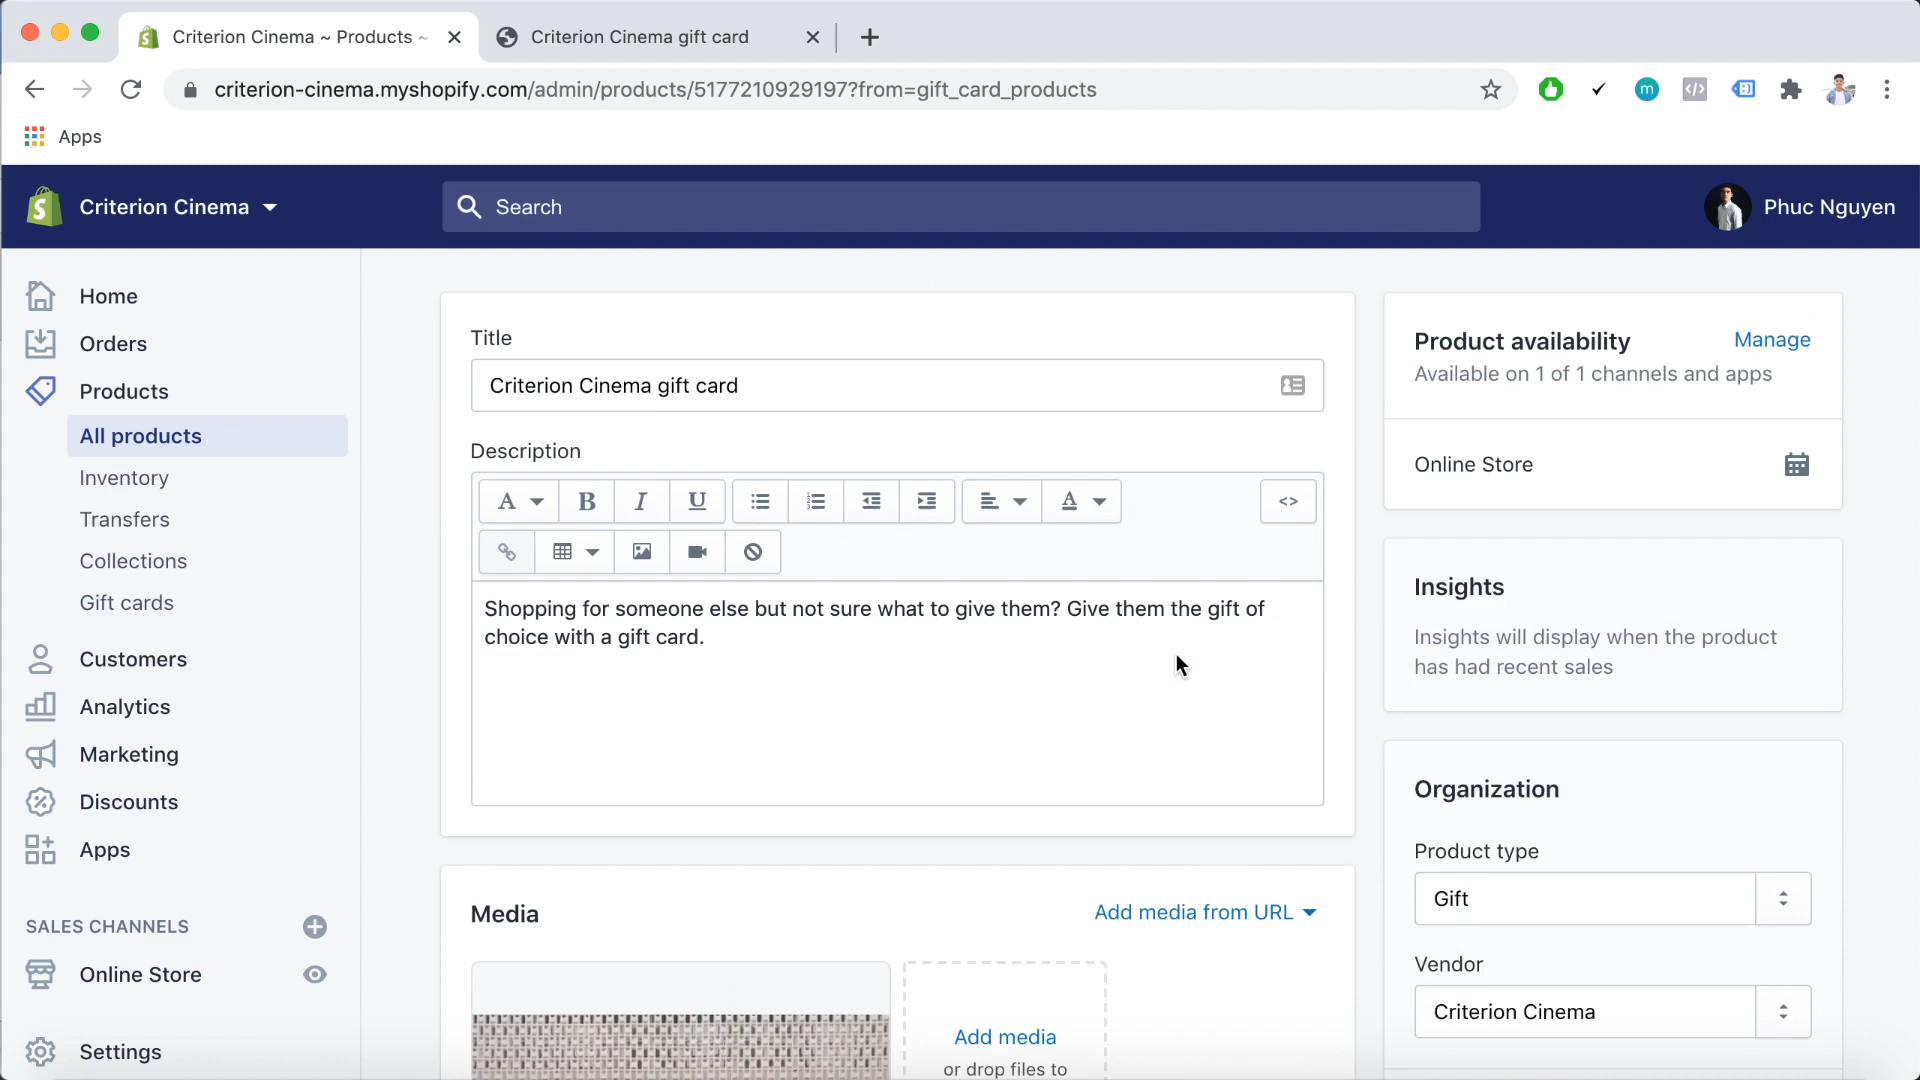 Criterion Cinema ~ Products ~
Criterion Cinema gift card
criterion-cinema.myshopify.com/admin/products/5177210929197?from=gift_card_products
m
Apps
Criterion Cinema
Search
Phuc Nguyen
Home
Orders
Products
All products
Inventory
Transfers
Collections
Gift cards
Customers
Analytics
Marketing
Discounts
Apps
SALES CHANNELS
Online Store
Settings
Title
Criterion Cinema gift card
Description
A B I U A <>
Shopping for someone else but not sure what to give them? Give them the gift of
choice with a gift card.
Media
Add media from URL
Add media
or drop files to
Product availability
Manage
Available on 1 of 1 channels and apps
Online Store
Insights
Insights will display when the product
has had recent sales
Organization
Product type
Gift
Vendor
Criterion Cinema